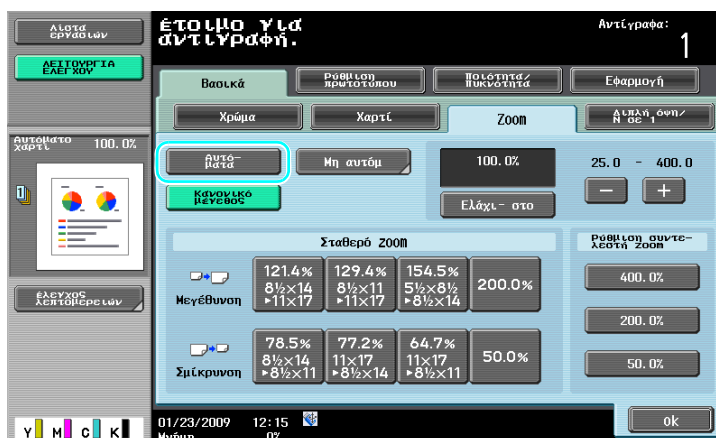 Λίστα
εργασιών
ΛΕΙΤΟΥΡΓΙΑ
ΕΛΕΓΧΟΥ
Έτοιμο για
αντιγραφή.
Αντίγραφα:
1
Βασικά
Ρύθμιση
πρωτοτύπου
Ποιότητα/
Πυκνότητα
Εφαρμογή
Χρώμα
Χαρτί
Zoom
Διπλή όψη/
N σε 1
Αυτόματο
χαρτί
100.0%
Αυτό-
ματα
Μη αυτόμ
100.0%
25.0 - 400.0
Κανονικό
μέγεθος
Ελάχι- στο
− +
Σταθερό zoom
Ρύθμιση συντε-
λεστή zoom
Μεγέθυνση
121.4%
8½×14
▸11×17
129.4%
8½×11
▸11×17
154.5%
5½×8½
▸8½×14
200.0%
400.0%
200.0%
50.0%
Σμίκρυνση
78.5%
8½×14
▸8½×11
77.2%
11×17
▸8½×14
64.7%
11×17
▸8½×11
50.0%
έλεγχος
λεπτομερειών
Y M C K
01/23/2009 12:15
Μνήμη 0%
ok